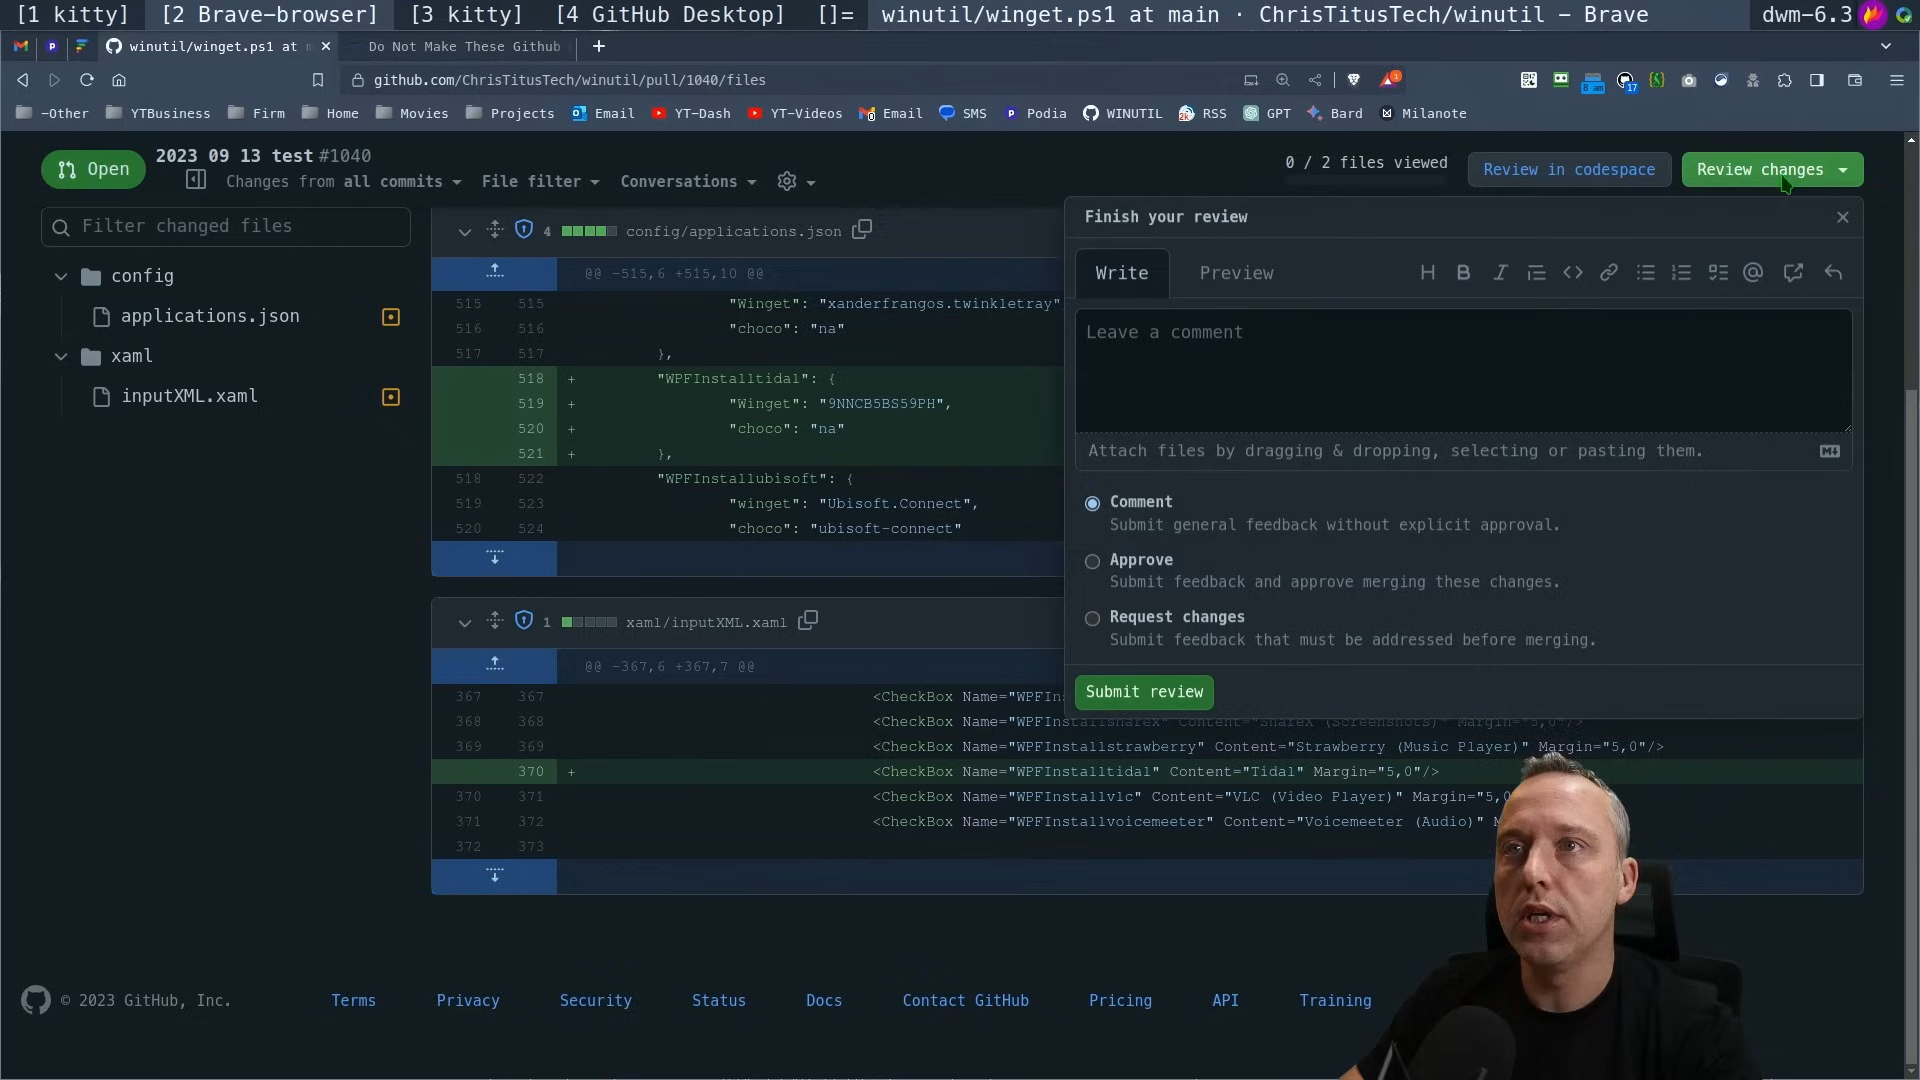 [1 kitty] [2 Brave-browser] [3 kitty] [4 GitHub Desktop] []= winutil/winget.ps1 at main · ChrisTitusTech/winutil – Brave dwm-6.3
winutil/winget.ps1 at Do Not Make These Github
github.com/ChrisTitusTech/winutil/pull/1040/files 1 8 am 17
-Other YTBusiness Firm Home Movies Projects Email YT-Dash YT-Videos Email SMS Podia WINUTIL RSS GPT Bard Milanote
Open
2023 09 13 test #1040
Changes from all commits File filter Conversations
0 / 2 files viewed
Review in codespace
Review changes
Filter changed files
config
applications.json
xaml
inputXML.xaml
4 config/applications.json
@@ -515,6 +515,10 @@
515 515 "Winget": "xanderfrangos.twinkletray"
516 516 "choco": "na"
517 517 },
518 + "WPFInstalltidal": {
519 + "Winget": "9NNCB5BS59PH",
520 + "choco": "na"
521 + },
518 522 "WPFInstallubisoft": {
519 523 "winget": "Ubisoft.Connect",
520 524 "choco": "ubisoft-connect"
1 xaml/inputXML.xaml
@@ -367,6 +367,7 @@
367 367 <CheckBox Name="WPFIn
368 368 <CheckBox Name="WPFInstallsharex" Content="ShareX (Screenshots)" Margin="5,0"/>
369 369 <CheckBox Name="WPFInstallstrawberry" Content="Strawberry (Music Player)" Margin="5,0"/>
370 + <CheckBox Name="WPFInstalltidal" Content="Tidal" Margin="5,0"/>
370 371 <CheckBox Name="WPFInstallvlc" Content="VLC (Video Player)" Margin="5,0
371 372 <CheckBox Name="WPFInstallvoicemeeter" Content="Voicemeeter (Audio)" M
372 373
Finish your review
Write Preview
Leave a comment
Attach files by dragging & dropping, selecting or pasting them.
Comment
Submit general feedback without explicit approval.
Approve
Submit feedback and approve merging these changes.
Request changes
Submit feedback that must be addressed before merging.
Submit review
© 2023 GitHub, Inc. Terms Privacy Security Status Docs Contact GitHub Pricing API Training